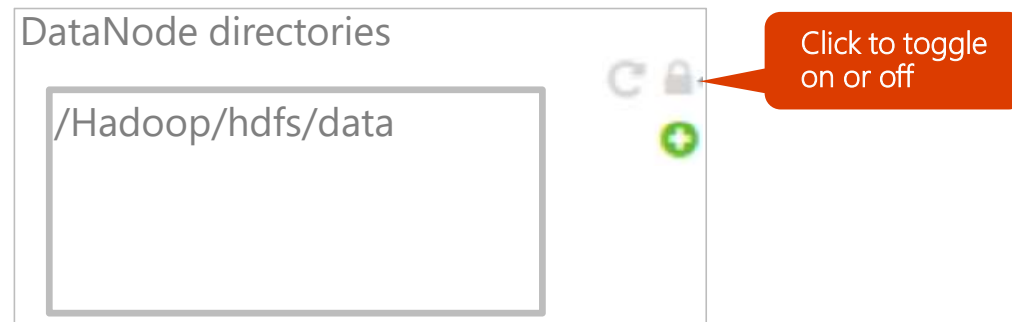 DataNode directories
Click to toggle
on or off
/Hadoop/hdfs/data